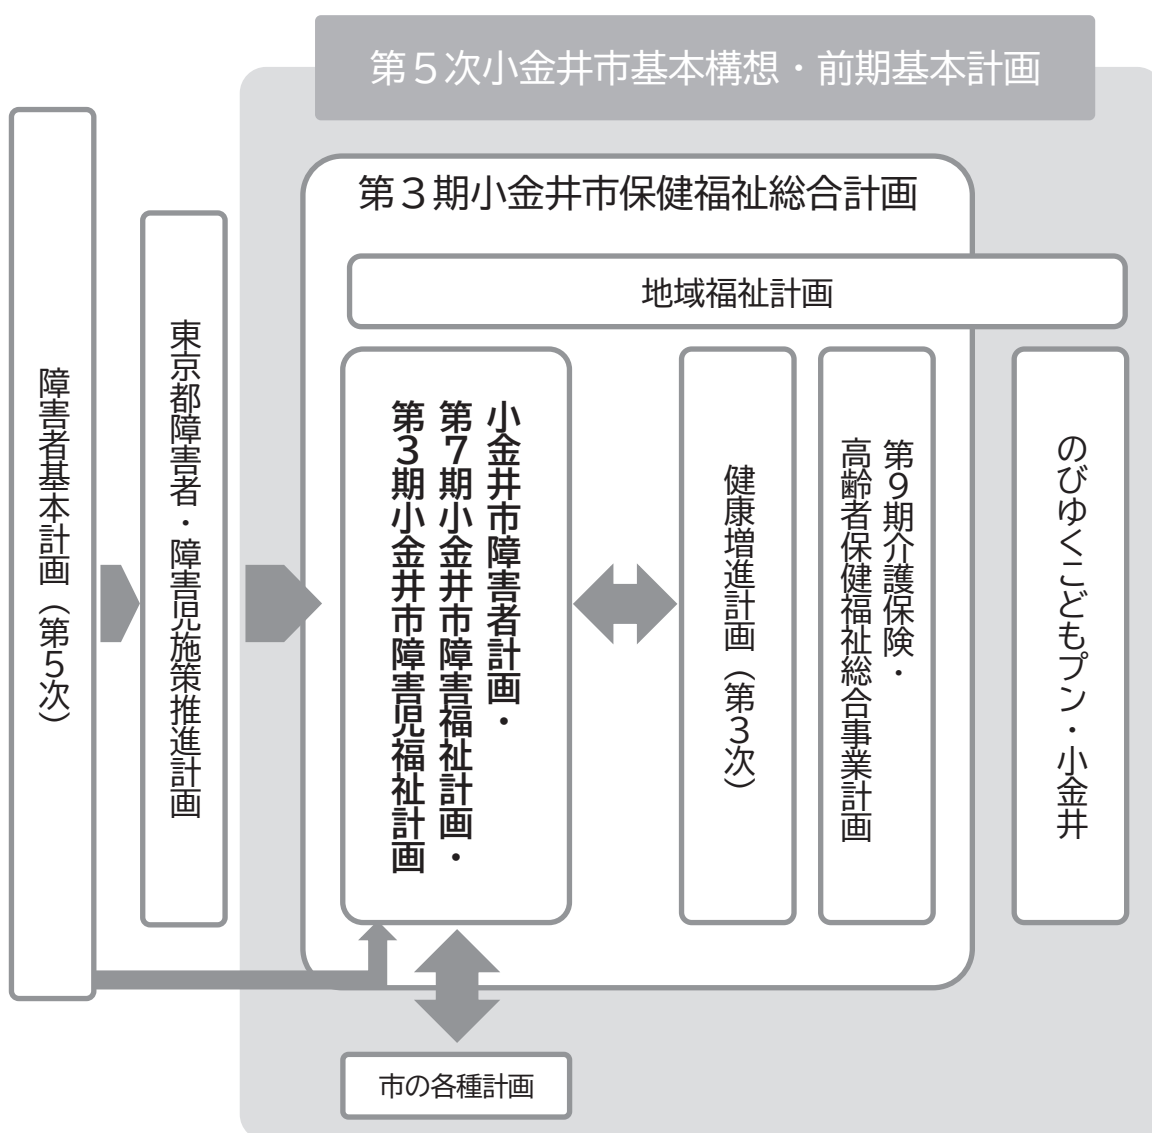 第５次小金井市基本構想・前期基本計画
第３期小金井市保健福祉総合計画
地域福祉計画
障害者基本計画（第５次）
東京都障害者・障害児施策推進計画
小金井市障害者計画・
第７期小金井市障害福祉計画・
第３期小金井市障害児福祉計画
健康増進計画（第３次）
第９期介護保険・
高齢者保健福祉総合事業計画
のびゆくこどもプン・小金井
市の各種計画